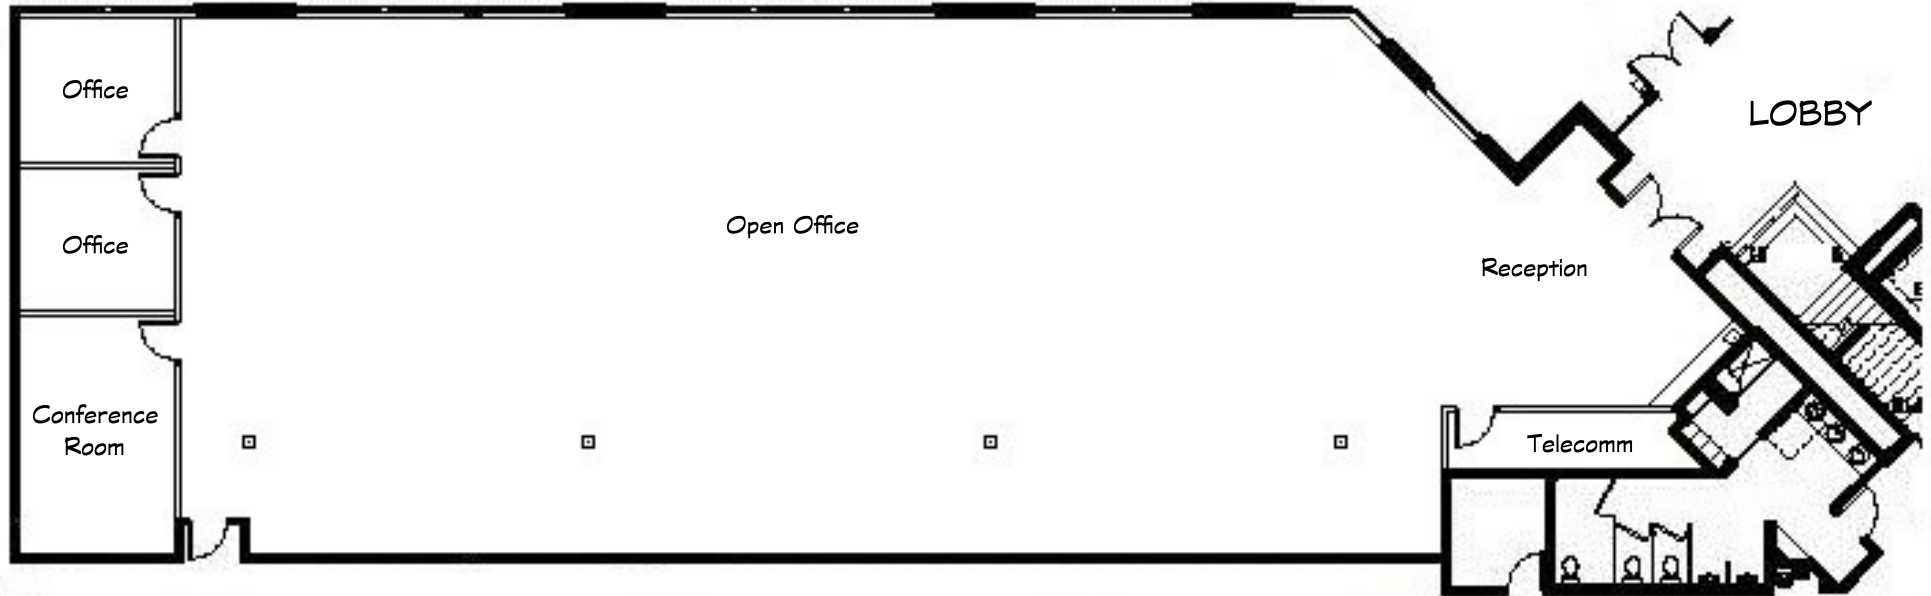 Office
LOBBY
Open Office
Office
Reception
Conference
Room
Telecomm